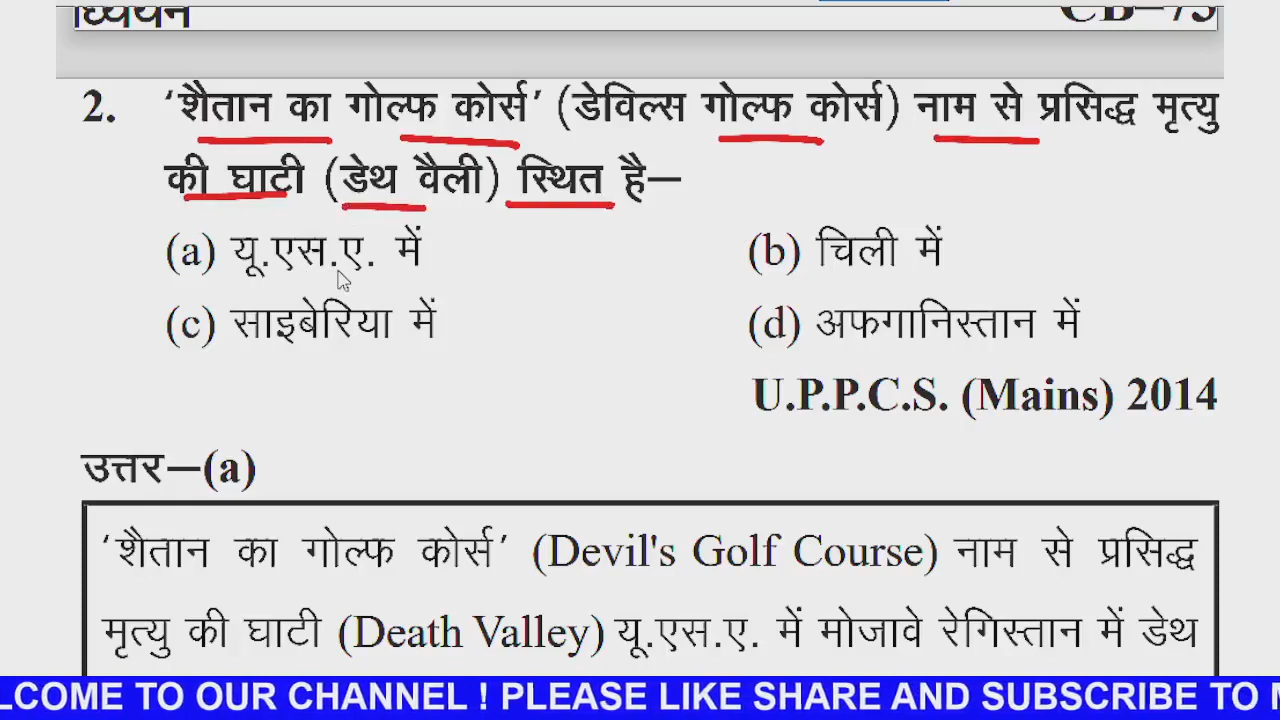 2. ‘शैतान का गोल्फ कोर्स’ (डेविल्स गोल्फ कोर्स) नाम से प्रसिद्ध मृत्यु
की घाटी (डेथ वैली) स्थित है–
(a) यू.एस.ए. में (b) चिली में
(c) साइबेरिया में (d) अफगानिस्तान में
U.P.P.C.S. (Mains) 2014
उत्तर–(a)
‘शैतान का गोल्फ कोर्स’ (Devil's Golf Course) नाम से प्रसिद्ध
मृत्यु की घाटी (Death Valley) यू.एस.ए. में मोजावे रेगिस्तान में डेथ
LCOME TO OUR CHANNEL ! PLEASE LIKE SHARE AND SUBSCRIBE TO